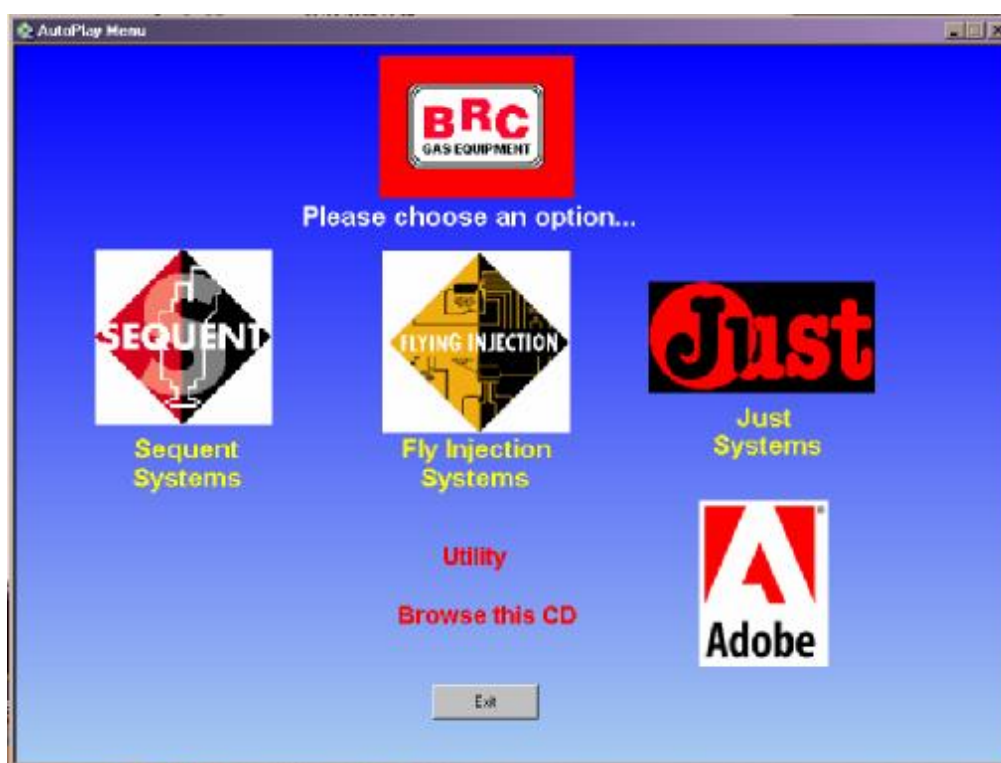 AutoPlay Menu
BRC
GAS EQUIPMENT
Please choose an option...
SEQUENT
FLYING INJECTION
Just
Sequent
Systems
Fly Injection
Systems
Just
Systems
Utility
Browse this CD
Adobe
Exit